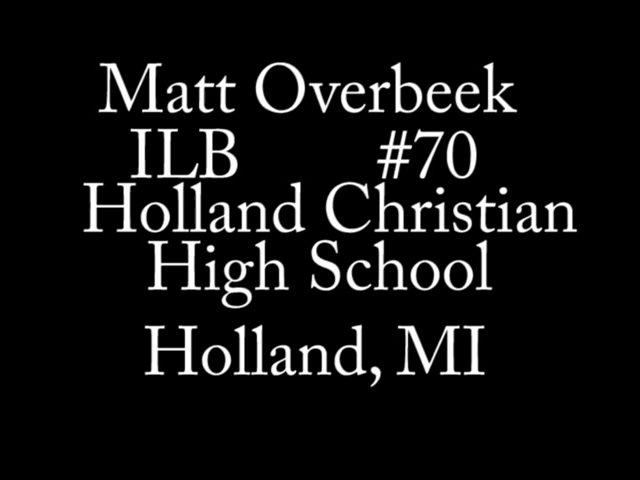 Matt Overbeek
ILB #70
Holland Christian
High School
Holland, MI